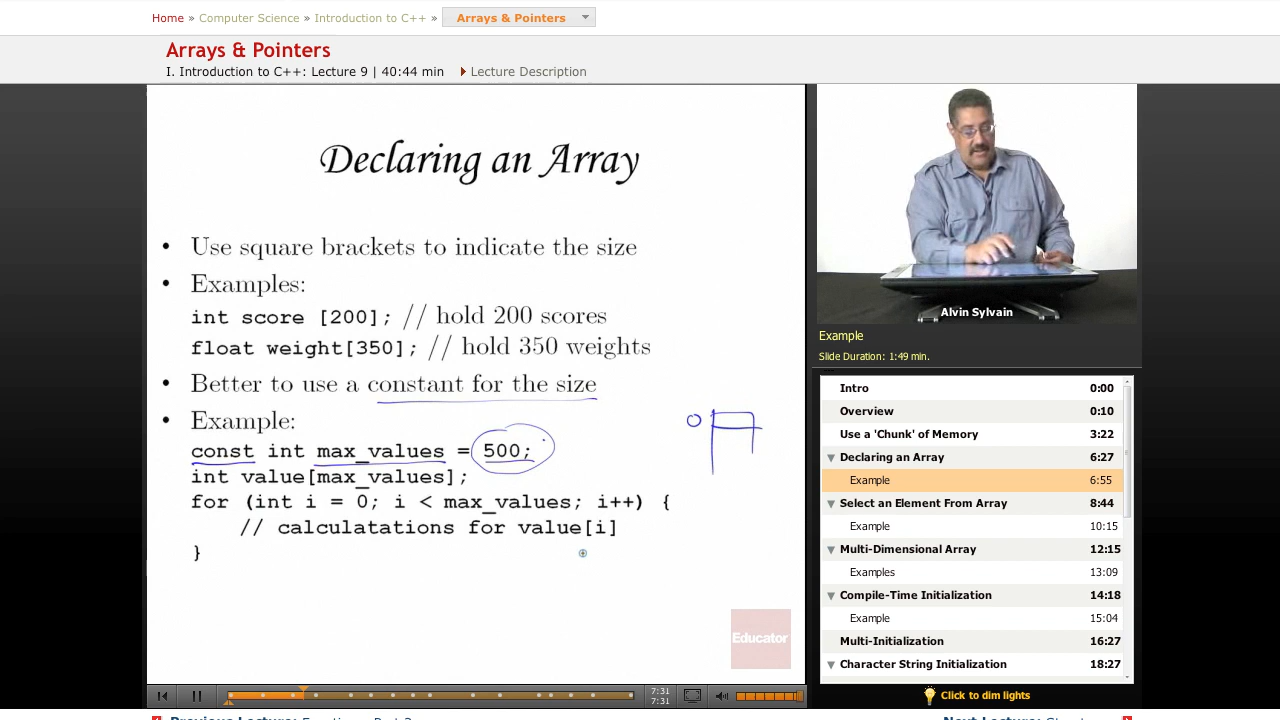 Home » Computer Science » Introduction to C++ » Arrays & Pointers
Arrays & Pointers
I. Introduction to C++: Lecture 9 | 40:44 min Lecture Description
Declaring an Array
• Use square brackets to indicate the size
• Examples:
int score [200]; // hold 200 scores
float weight[350]; // hold 350 weights
• Better to use a constant for the size
• Example:
const int max_values = 500;
int value[max_values];
for (int i = 0; i < max_values; i++) {
// calculatations for value[i]
}
0
Educator
7:31
7:31
Alvin Sylvain
Example
Slide Duration: 1:49 min.
Intro 0:00
Overview 0:10
Use a 'Chunk' of Memory 3:22
Declaring an Array 6:27
Example 6:55
Select an Element From Array 8:44
Example 10:15
Multi-Dimensional Array 12:15
Examples 13:09
Compile-Time Initialization 14:18
Example 15:04
Multi-Initialization 16:27
Character String Initialization 18:27
Click to dim lights